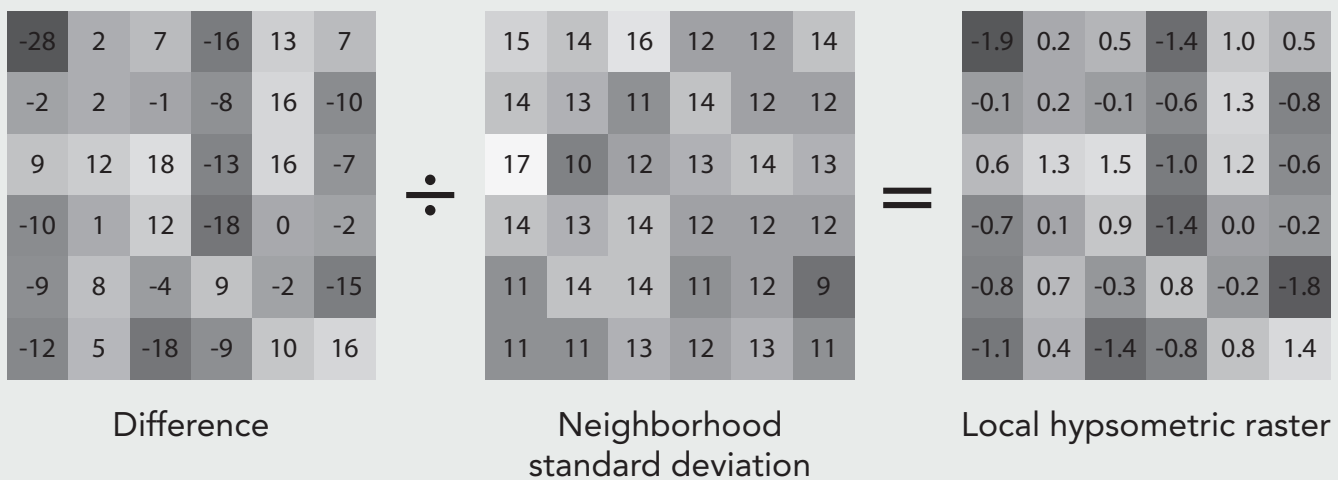 -28 2 7 -16 13 7 15 14 16 12 12 14 -1.9 0.2 0.5 -1.4 1.0 0.5
-2 2 -1 -8 16 -10 14 13 11 14 12 12 -0.1 0.2 -0.1 -0.6 1.3 -0.8
9 12 18 -13 16 -7 17 10 12 13 14 13 0.6 1.3 1.5 -1.0 1.2 -0.6
÷ =
-10 1 12 -18 0 -2 14 13 14 12 12 12 -0.7 0.1 0.9 -1.4 0.0 -0.2
-9 8 -4 9 -2 -15 11 14 14 11 12 9 -0.8 0.7 -0.3 0.8 -0.2 -1.8
-12 5 -18 -9 10 16 11 11 13 12 13 11 -1.1 0.4 -1.4 -0.8 0.8 1.4
Difference Neighborhood Local hypsometric raster
standard deviation